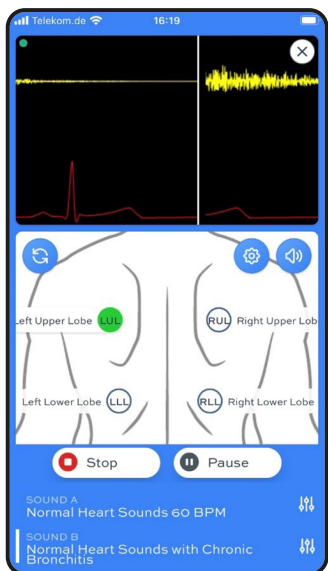 Telekom.de 16:19
Left Upper Lobe LUL RUL Right Upper Lob
Left Lower Lobe LLL RLL Right Lower Lobe
Stop Pause
SOUND A
Normal Heart Sounds 60 BPM
SOUND B
Normal Heart Sounds with Chronic
Bronchitis